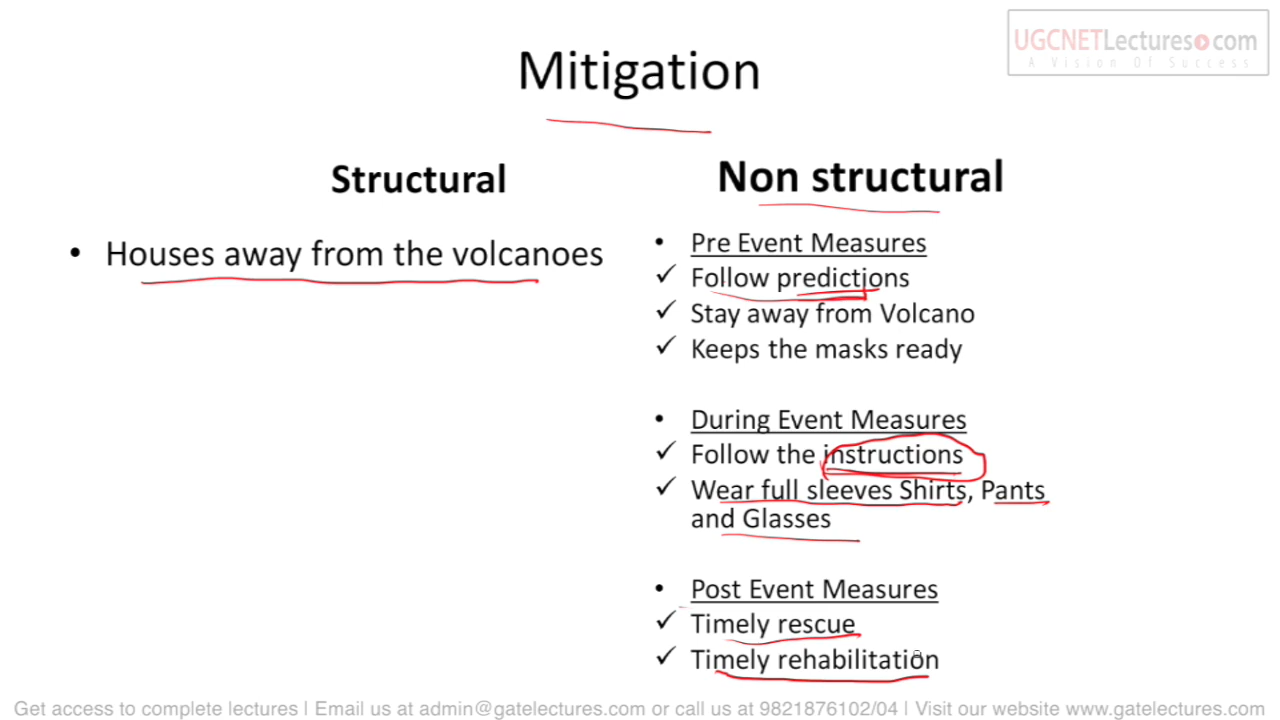 UGCNETLectures.com
A Vision Of Success
Mitigation
Structural
• Houses away from the volcanoes
Non structural
• Pre Event Measures
✓ Follow predictions
✓ Stay away from Volcano
✓ Keeps the masks ready
• During Event Measures
✓ Follow the instructions
✓ Wear full sleeves Shirts, Pants
and Glasses
• Post Event Measures
✓ Timely rescue
✓ Timely rehabilitation
Get access to complete lectures | Email us at admin@gatelectures.com or call us at 9821876102/04 | Visit our website www.gatelectures.com